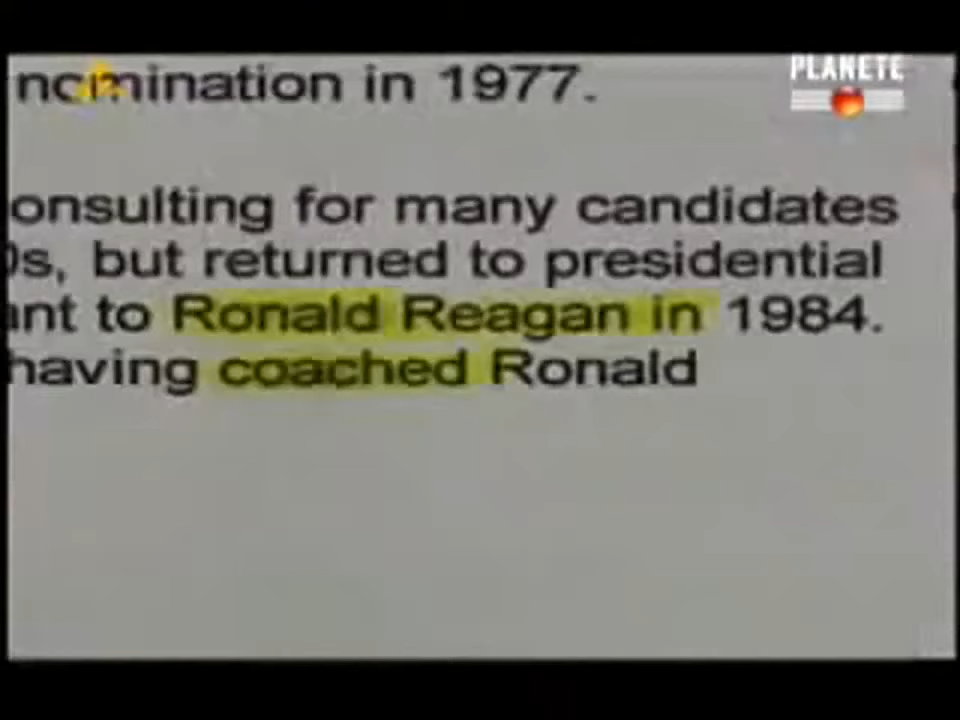 PLANETE
nomination in 1977.
onsulting for many candidates
0s, but returned to presidential
ant to Ronald Reagan in 1984.
having coached Ronald